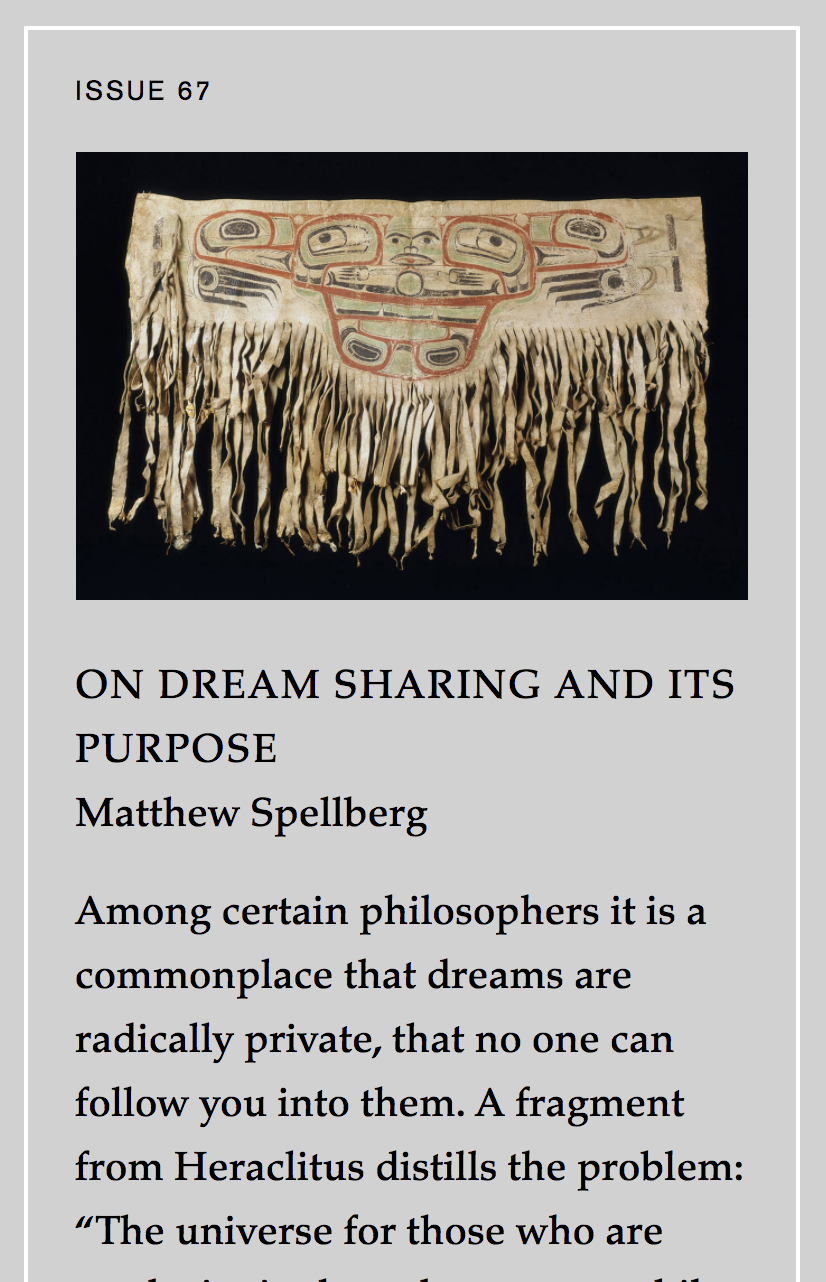 ISSUE 67
ON DREAM SHARING AND ITS
PURPOSE
Matthew Spellberg
Among certain philosophers it is a
commonplace that dreams are
radically private, that no one can
follow you into them. A fragment
from Heraclitus distills the problem:
“The universe for those who are